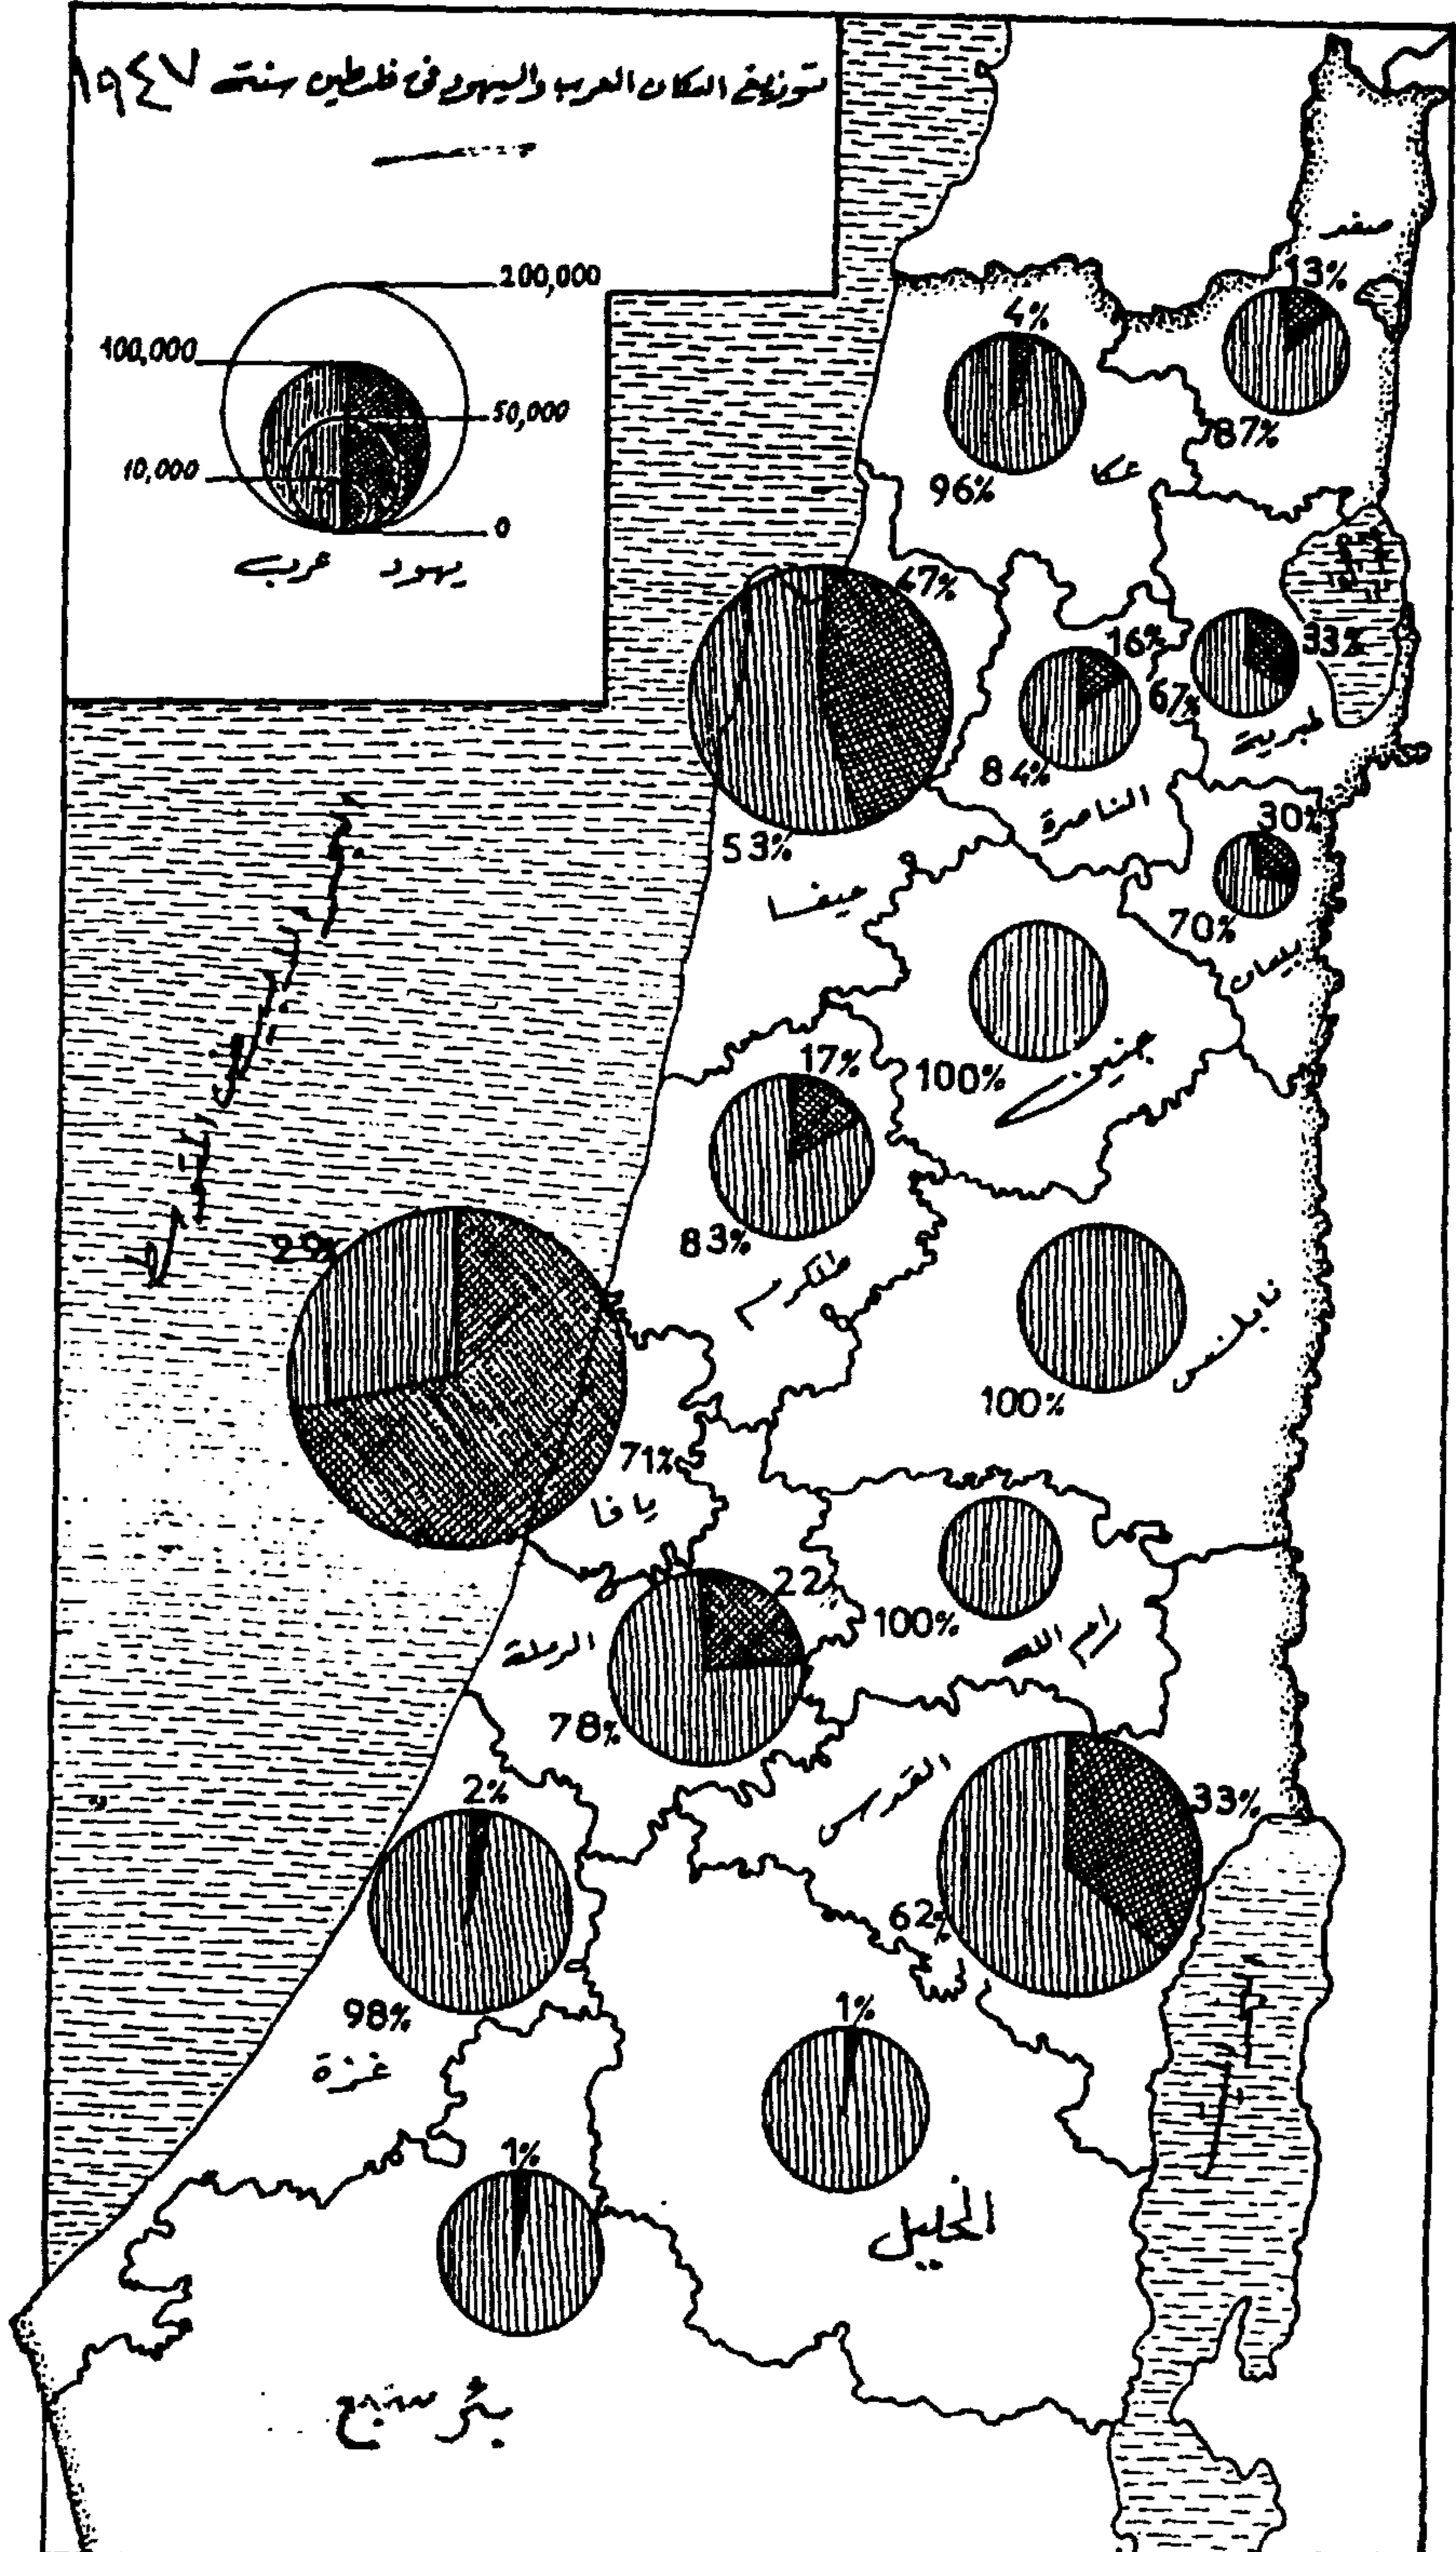 توزيع السكان العرب واليهود في فلسطين سنة ١٩٤٧
200,000
100,000
50,000
10,000
0
عرب يهود
صفد
13%
87%
4%
96%
عكا
47%
53%
حيفا
16%
84%
الناصرة
33%
67%
طبرية
30%
70%
بيسان
100%
جنين
17%
83%
طولكرم
100%
نابلس
29%
71%
يافا
22%
78%
الرملة
100%
رام الله
33%
62%
القدس
2%
98%
غزة
1%
الخليل
1%
بئر سبع